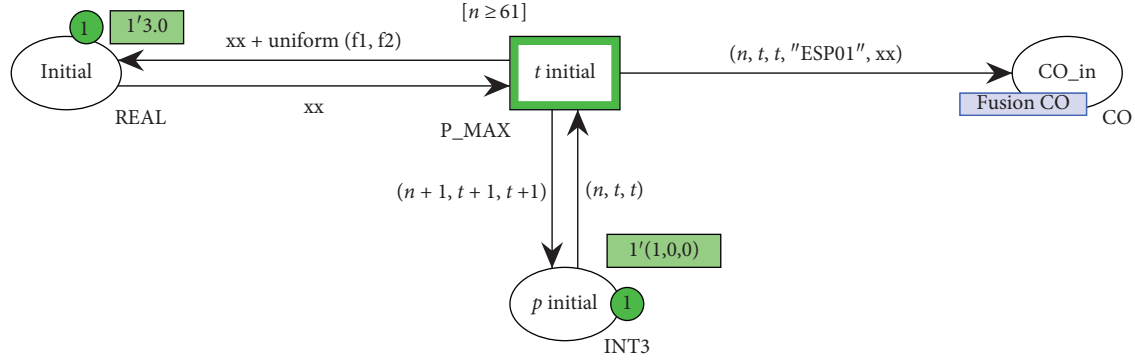 [n ≥ 61]
1
1′3.0
xx + uniform (f1, f2)
Initial
t initial
(n, t, t, ″ESP01″, xx)
CO_in
Fusion CO
CO
xx
REAL
P_MAX
(n + 1, t + 1, t +1)
(n, t, t)
1′(1,0,0)
p initial
1
INT3